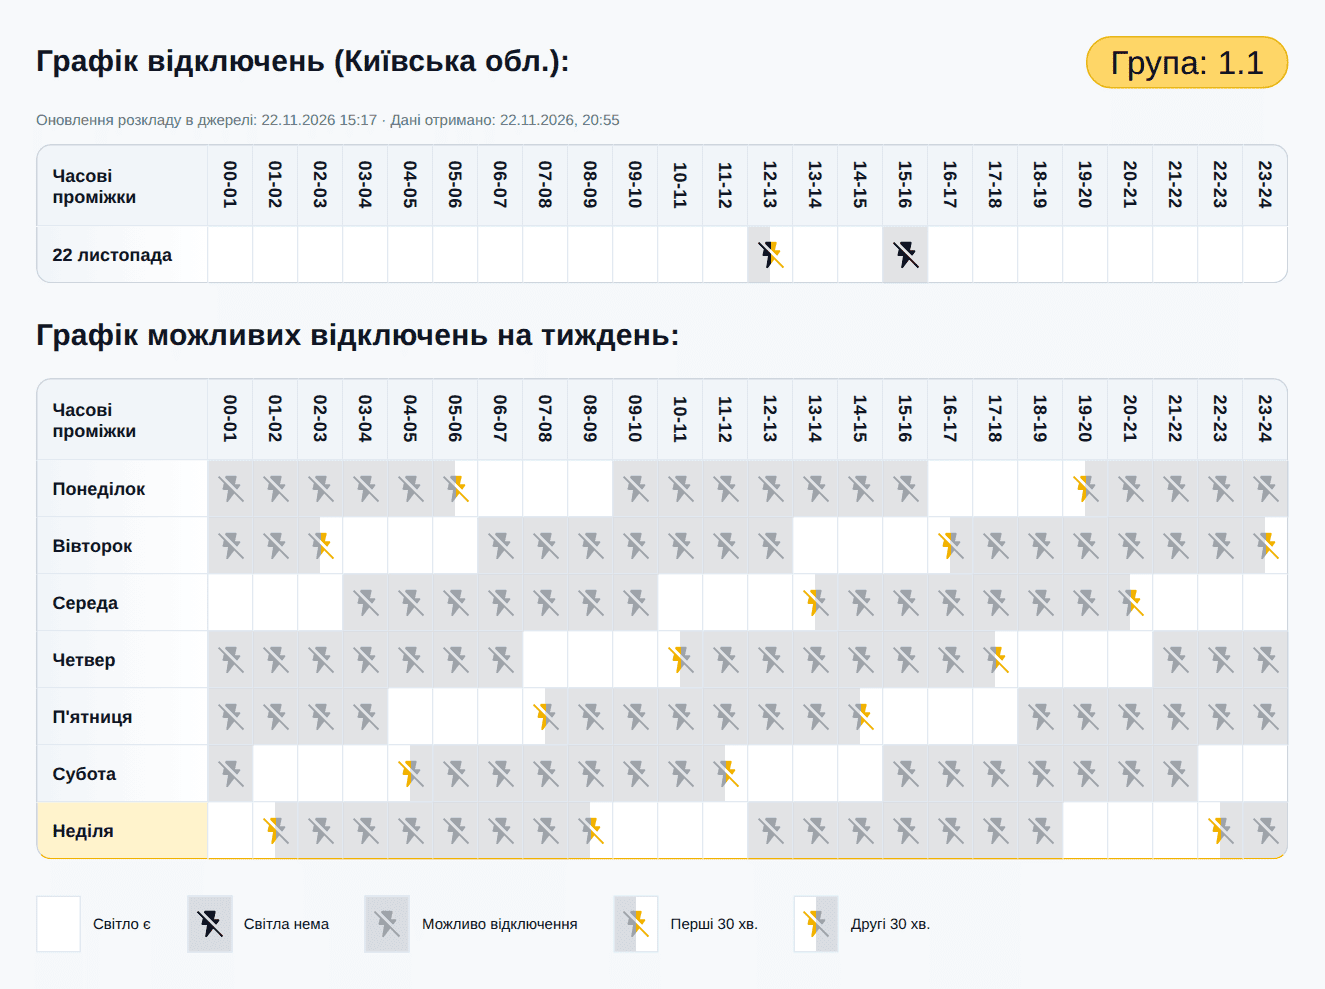 Графік відключень (Київська обл.):
Група: 1.1
Оновлення розкладу в джерелі: 22.11.2026 15:17 · Дані отримано: 22.11.2026, 20:55
Часові
проміжки
00-01 01-02 02-03 03-04 04-05 05-06 06-07 07-08 08-09 09-10 10-11 11-12 12-13 13-14 14-15 15-16 16-17 17-18 18-19 19-20 20-21 21-22 22-23 23-24
22 листопада
Графік можливих відключень на тиждень:
Часові
проміжки
00-01 01-02 02-03 03-04 04-05 05-06 06-07 07-08 08-09 09-10 10-11 11-12 12-13 13-14 14-15 15-16 16-17 17-18 18-19 19-20 20-21 21-22 22-23 23-24
Понеділок
Вівторок
Середа
Четвер
П'ятниця
Субота
Неділя
Світло є
Світла нема
Можливо відключення
Перші 30 хв.
Другі 30 хв.